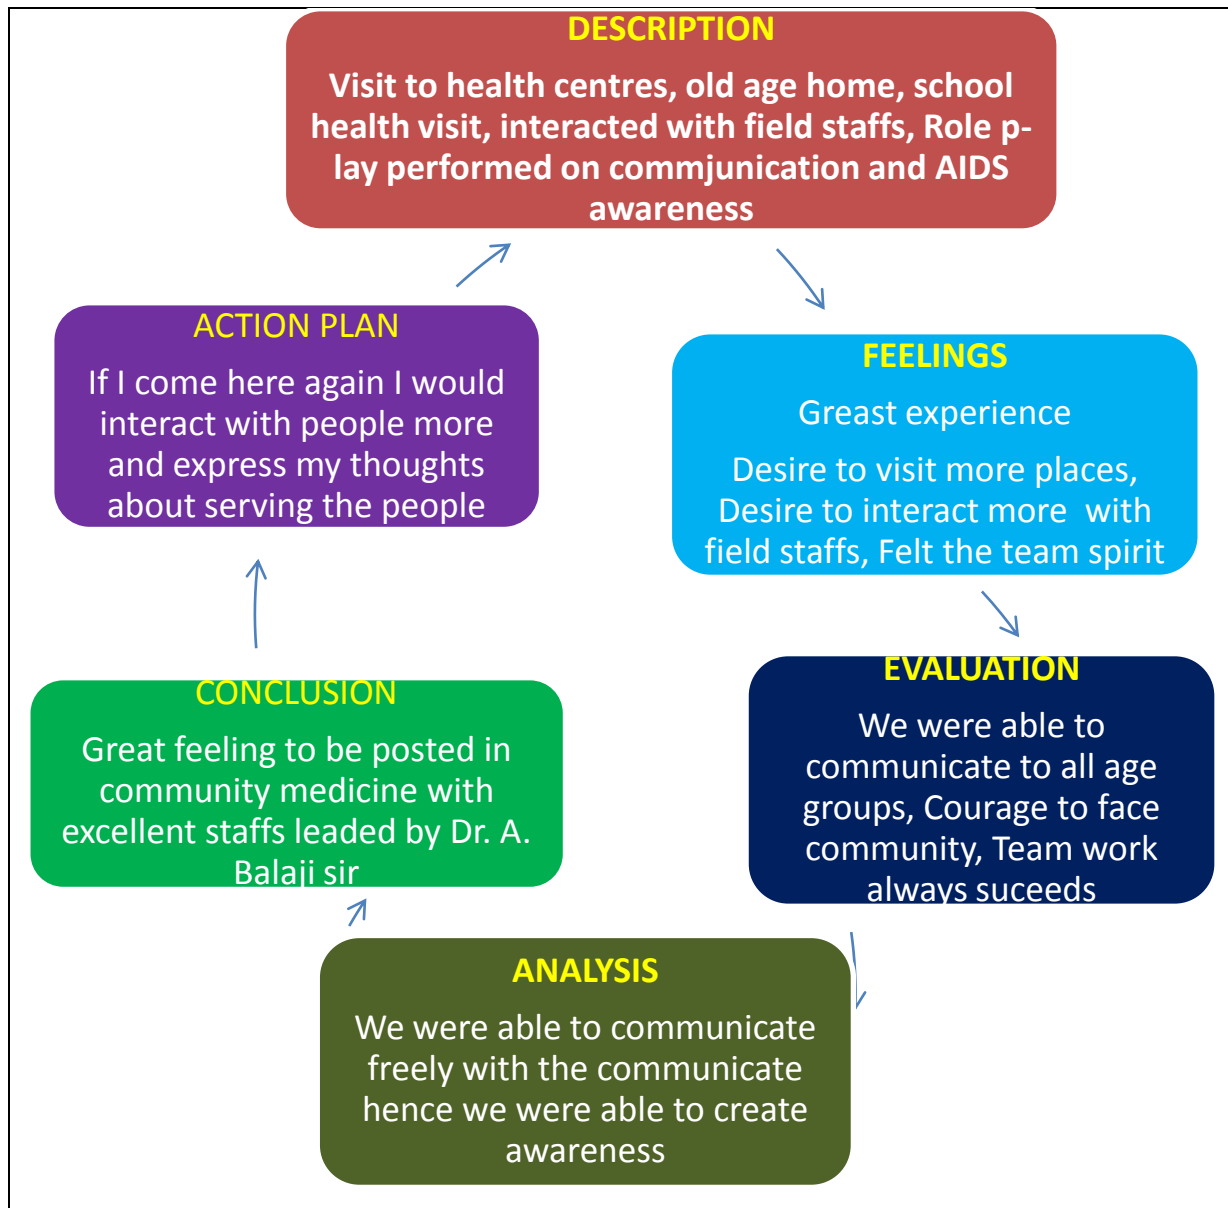 DESCRIPTION
Visit to health centres, old age home, school
health visit, interacted with field staffs, Role p-
lay performed on commjunication and AIDS
awareness
FEELINGS
Greast experience
Desire to visit more places,
Desire to interact more with
field staffs, Felt the team spirit
EVALUATION
We were able to
communicate to all age
groups, Courage to face
community, Team work
always suceeds
ANALYSIS
We were able to communicate
freely with the communicate
hence we were able to create
awareness
CONCLUSION
Great feeling to be posted in
community medicine with
excellent staffs leaded by Dr. A.
Balaji sir
ACTION PLAN
If I come here again I would
interact with people more
and express my thoughts
about serving the people